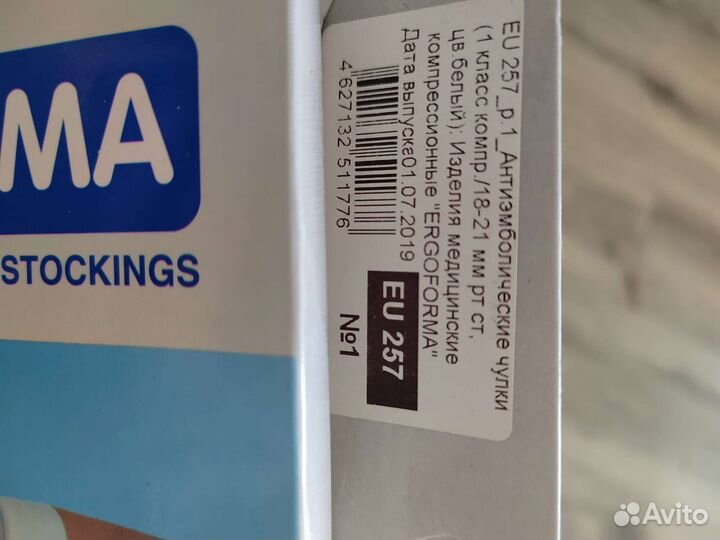 MA
STOCKINGS
EU 257_р.1_Антиэмболические чулки
(1 класс компр./18-21 мм рт ст,
цв.белый): Изделия медицинские
компрессионные "ERGOFORMA"
Дата выпуска01.07.2019
4 627132 511776
EU 257
№1
Avito